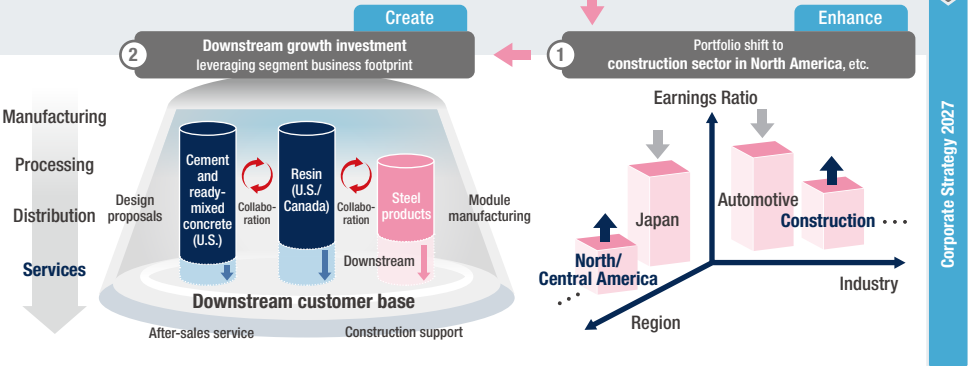 Create
2
Downstream growth investment
leveraging segment business footprint
Enhance
1
Portfolio shift to
construction sector in North America, etc.
Manufacturing
Processing
Distribution
Services
Design
proposals
Cement
and
ready-
mixed
concrete
(U.S.)
Collabo-
ration
Resin
(U.S./
Canada)
Collabo-
ration
Steel
products
Downstream
Module
manufacturing
Downstream customer base
After-sales service
Construction support
Earnings Ratio
Japan
Automotive
Construction ···
North/
Central America
···
Industry
Region
Corporate Strategy 2027